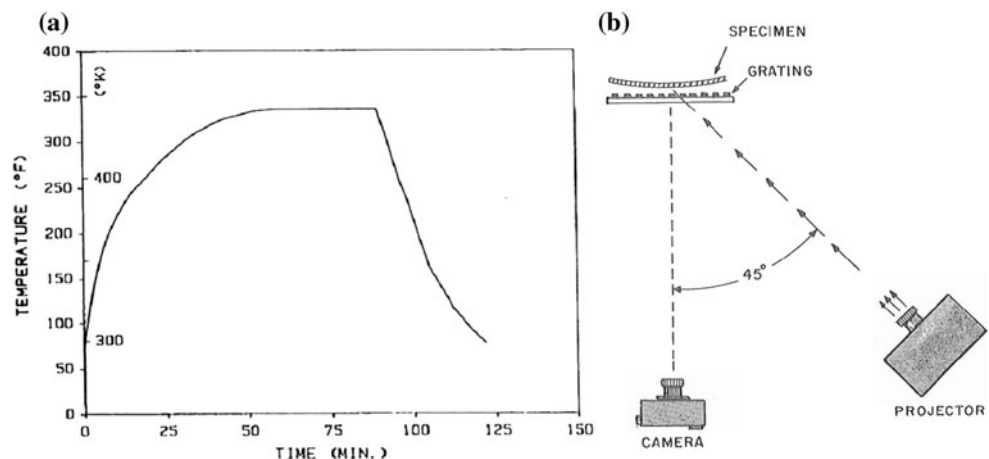 (a)
400
350
300
250
200
150
100
50
0
TEMPERATURE (°F)
(°K)
400
300
0
25
50
75
100
125
150
TIME (MIN.)
(b)
SPECIMEN
GRATING
45°
CAMERA
PROJECTOR